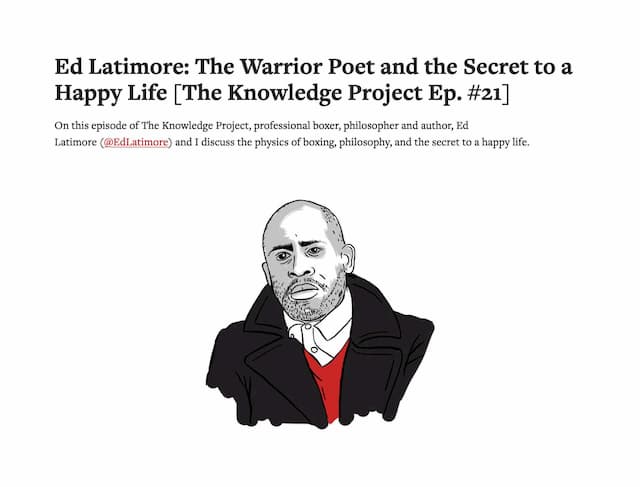 Ed Latimore: The Warrior Poet and the Secret to a
Happy Life [The Knowledge Project Ep. #21]
On this episode of The Knowledge Project, professional boxer, philosopher and author, Ed
Latimore (@EdLatimore) and I discuss the physics of boxing, philosophy, and the secret to a happy life.